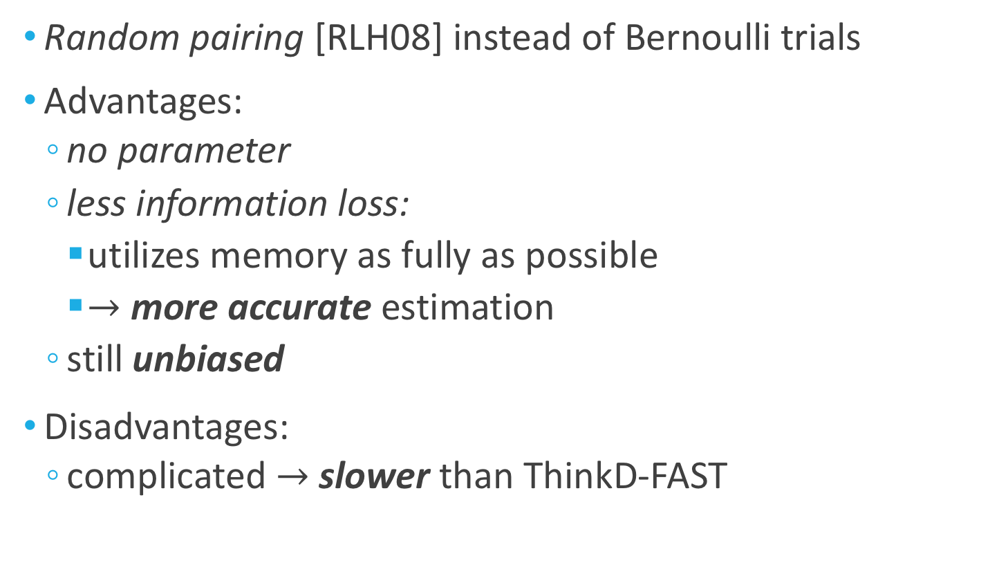 • Random pairing [RLH08] instead of Bernoulli trials
• Advantages:
◦ no parameter
◦ less information loss:
▪ utilizes memory as fully as possible
▪ → more accurate estimation
◦ still unbiased
• Disadvantages:
◦ complicated → slower than ThinkD-FAST